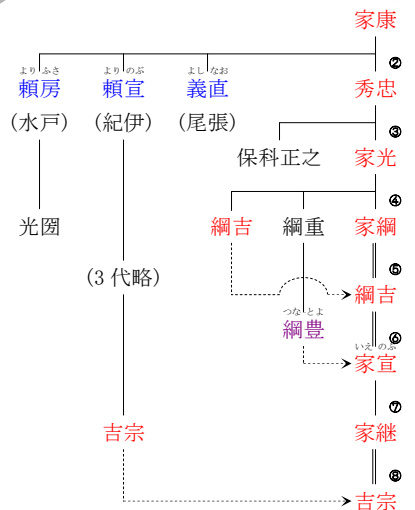 家康
②
よりふさ よりのぶ よしなお
頼房 頼宣 義直 秀忠
(水戸) (紀伊) (尾張)
③
保科正之 家光
④
光圀 綱吉 綱重 家綱
⑤
(3代略) 綱吉
つなとよ
綱豊 ⑥
いえのぶ
家宣
⑦
吉宗 家継
⑧
吉宗